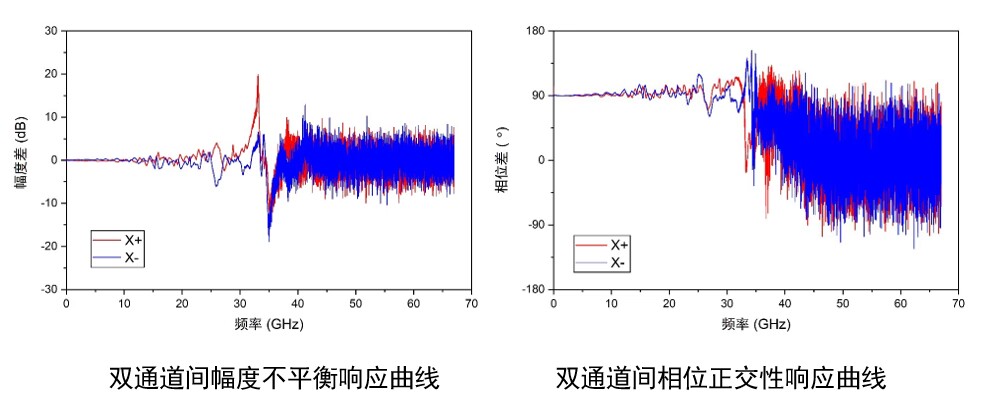 30
20
10
0
-10
-20
-30
幅度差 (dB)
X+
X-
0 10 20 30 40 50 60 70
频率 (GHz)
180
90
0
-90
-180
相位差 (°)
X+
X-
0 10 20 30 40 50 60 70
频率 (GHz)
双通道间幅度不平衡响应曲线
双通道间相位正交性响应曲线